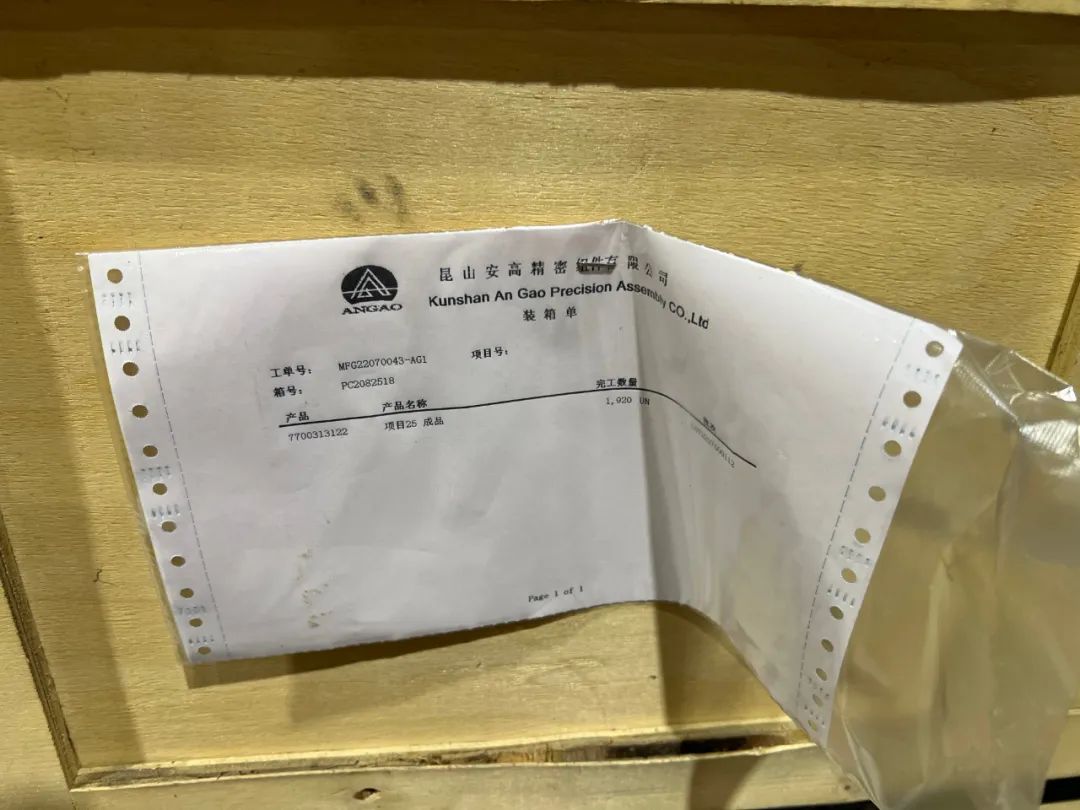 ANGAO
昆山安高精密组件有限公司
Kunshan An Gao Precision Assembly CO.,Ltd
装箱单
工单号： MFG22070043-AG1 项目号：
箱号： PC2082518
产品 产品名称 完工数量
7700313122 项目25 成品 1,920 UN
Page 1 of 1